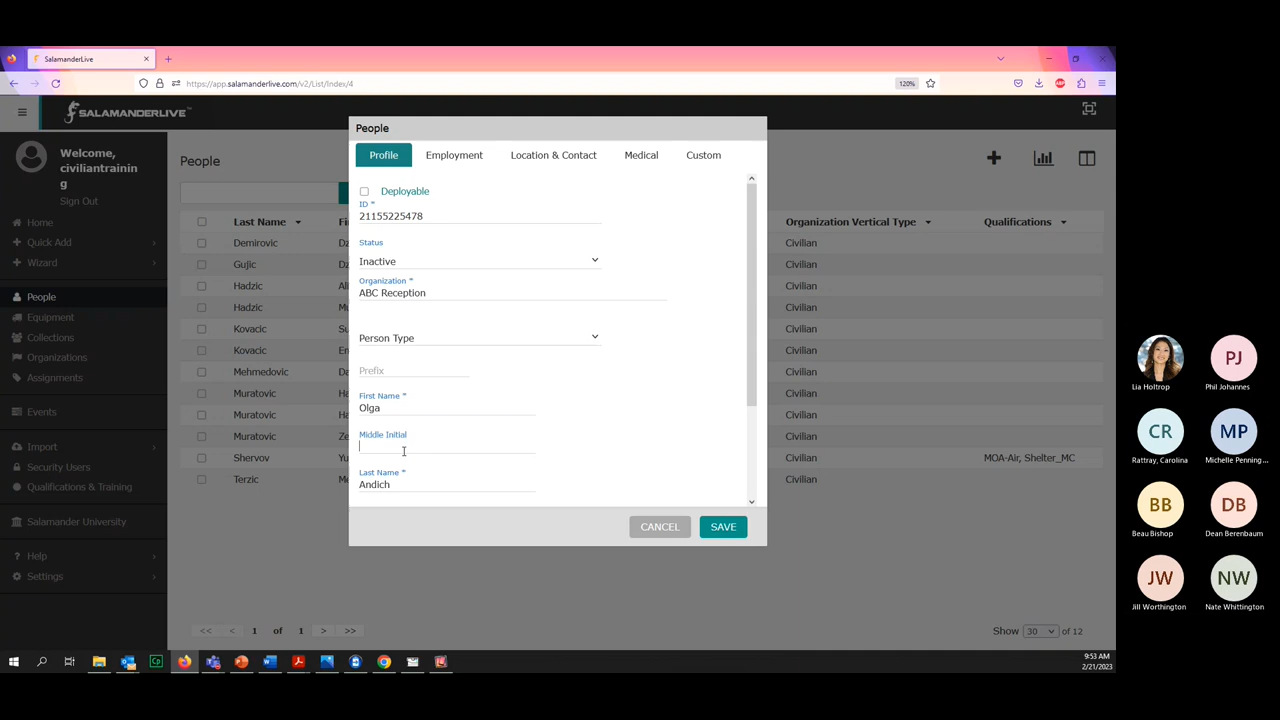 SalamanderLive
https://app.salamanderlive.com/v2/List/Index/4
120%
SALAMANDERLIVE
Welcome,
civiliantrainin
g
Sign Out
Home
Quick Add
Wizard
People
Equipment
Collections
Organizations
Assignments
Events
Import
Security Users
Qualifications & Training
Salamander University
Help
Settings
People
Last Name
Organization Vertical Type
Qualifications
Demirovic
Civilian
Gujic
Civilian
Hadzic
Civilian
Hadzic
Civilian
Kovacic
Civilian
Kovacic
Civilian
Mehmedovic
Civilian
Muratovic
Civilian
Muratovic
Civilian
Muratovic
Civilian
Shervov
Civilian
MOA-Air, Shelter_MC
Terzic
Civilian
<< < 1 of 1 > >>
Show 30 of 12
People
Profile Employment Location & Contact Medical Custom
Deployable
ID *
21155225478
Status
Inactive
Organization *
ABC Reception
Person Type
Prefix
First Name *
Olga
Middle Initial
Last Name *
Andich
CANCEL SAVE
9:53 AM
2/21/2023
Lia Holtrop
PJ
Phil Johannes
CR
Rattray, Carolina
MP
Michelle Penning ...
BB
Beau Bishop
DB
Dean Berenbaum
JW
Jill Worthington
NW
Nate Whittington